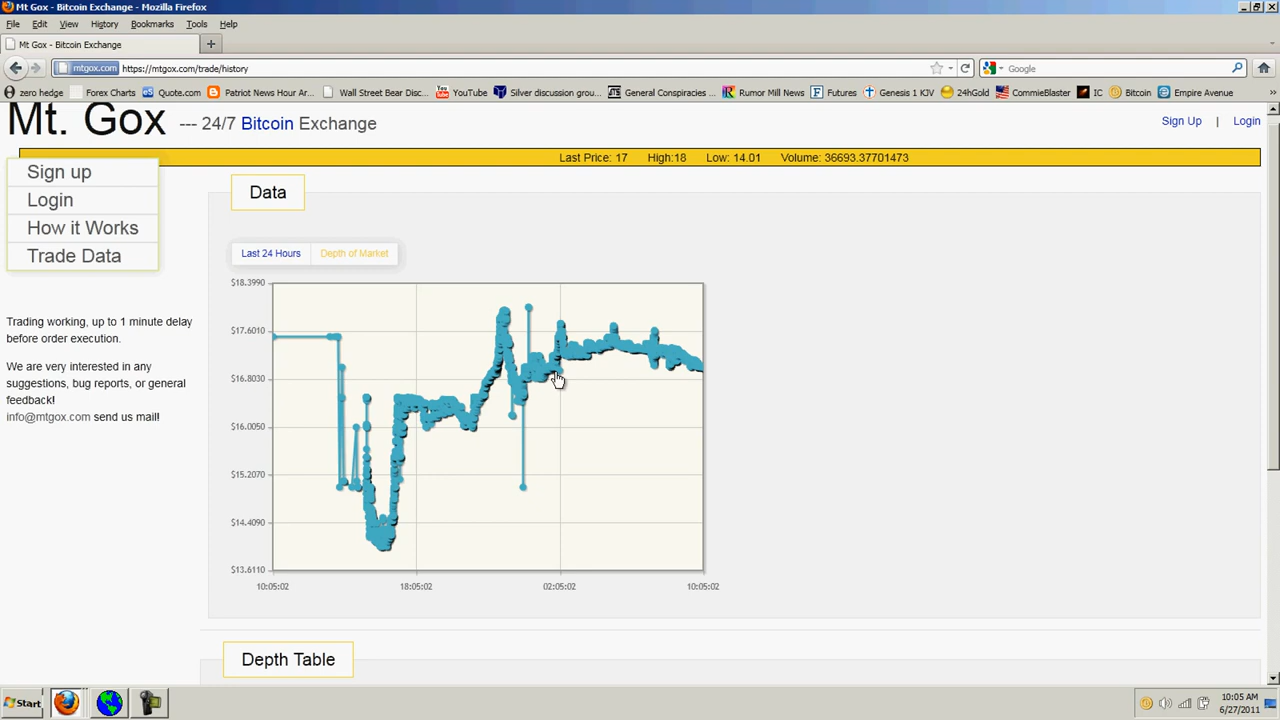 Mt Gox - Bitcoin Exchange - Mozilla Firefox
File Edit View History Bookmarks Tools Help
Mt Gox - Bitcoin Exchange
mtgox.com https://mtgox.com/trade/history
Google
zero hedge Forex Charts Quote.com Patriot News Hour Ar... Wall Street Bear Disc... YouTube Silver discussion grou... General Conspiracies ... Rumor Mill News Futures Genesis 1 KJV 24hGold CommieBlaster IC Bitcoin Empire Avenue
Mt. Gox --- 24/7 Bitcoin Exchange
Sign Up | Login
Last Price: 17 High:18 Low: 14.01 Volume: 36693.37701473
Sign up
Login
How it Works
Trade Data
Trading working, up to 1 minute delay
before order execution.
We are very interested in any
suggestions, bug reports, or general
feedback!
info@mtgox.com send us mail!
Data
Last 24 Hours Depth of Market
$18.3990
$17.6010
$16.8030
$16.0050
$15.2070
$14.4090
$13.6110
10:05:02 18:05:02 02:05:02 10:05:02
Depth Table
Start
10:05 AM
6/27/2011